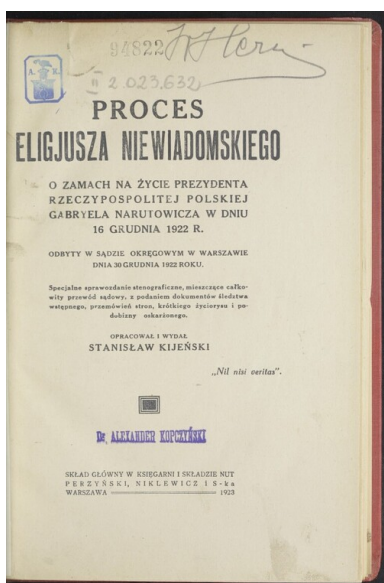 94822
II 2.023.632
PROCES
ELIGJUSZA NIEWIADOMSKIEGO
O ZAMACH NA ŻYCIE PREZYDENTA
RZECZYPOSPOLITEJ POLSKIEJ
GABRYELA NARUTOWICZA W DNIU
16 GRUDNIA 1922 R.
ODBYTY W SĄDZIE OKRĘGOWYM W WARSZAWIE
DNIA 30 GRUDNIA 1922 ROKU.
Specjalne sprawozdanie stenograficzne, mieszczące całko-
wity przewód sądowy, z podaniem dokumentów śledztwa
wstępnego, przemówień stron, krótkiego życiorysu i po-
dobizny oskarżonego.
OPRACOWAŁ I WYDAŁ
STANISŁAW KIJEŃSKI
„Nil nisi veritas".
Dr. ALEXANDER KOPCZYŃSKI
SKŁAD GŁÓWNY W KSIĘGARNI I SKŁADZIE NUT
PERZYŃSKI, NIKLEWICZ I S-ka
WARSZAWA 1923